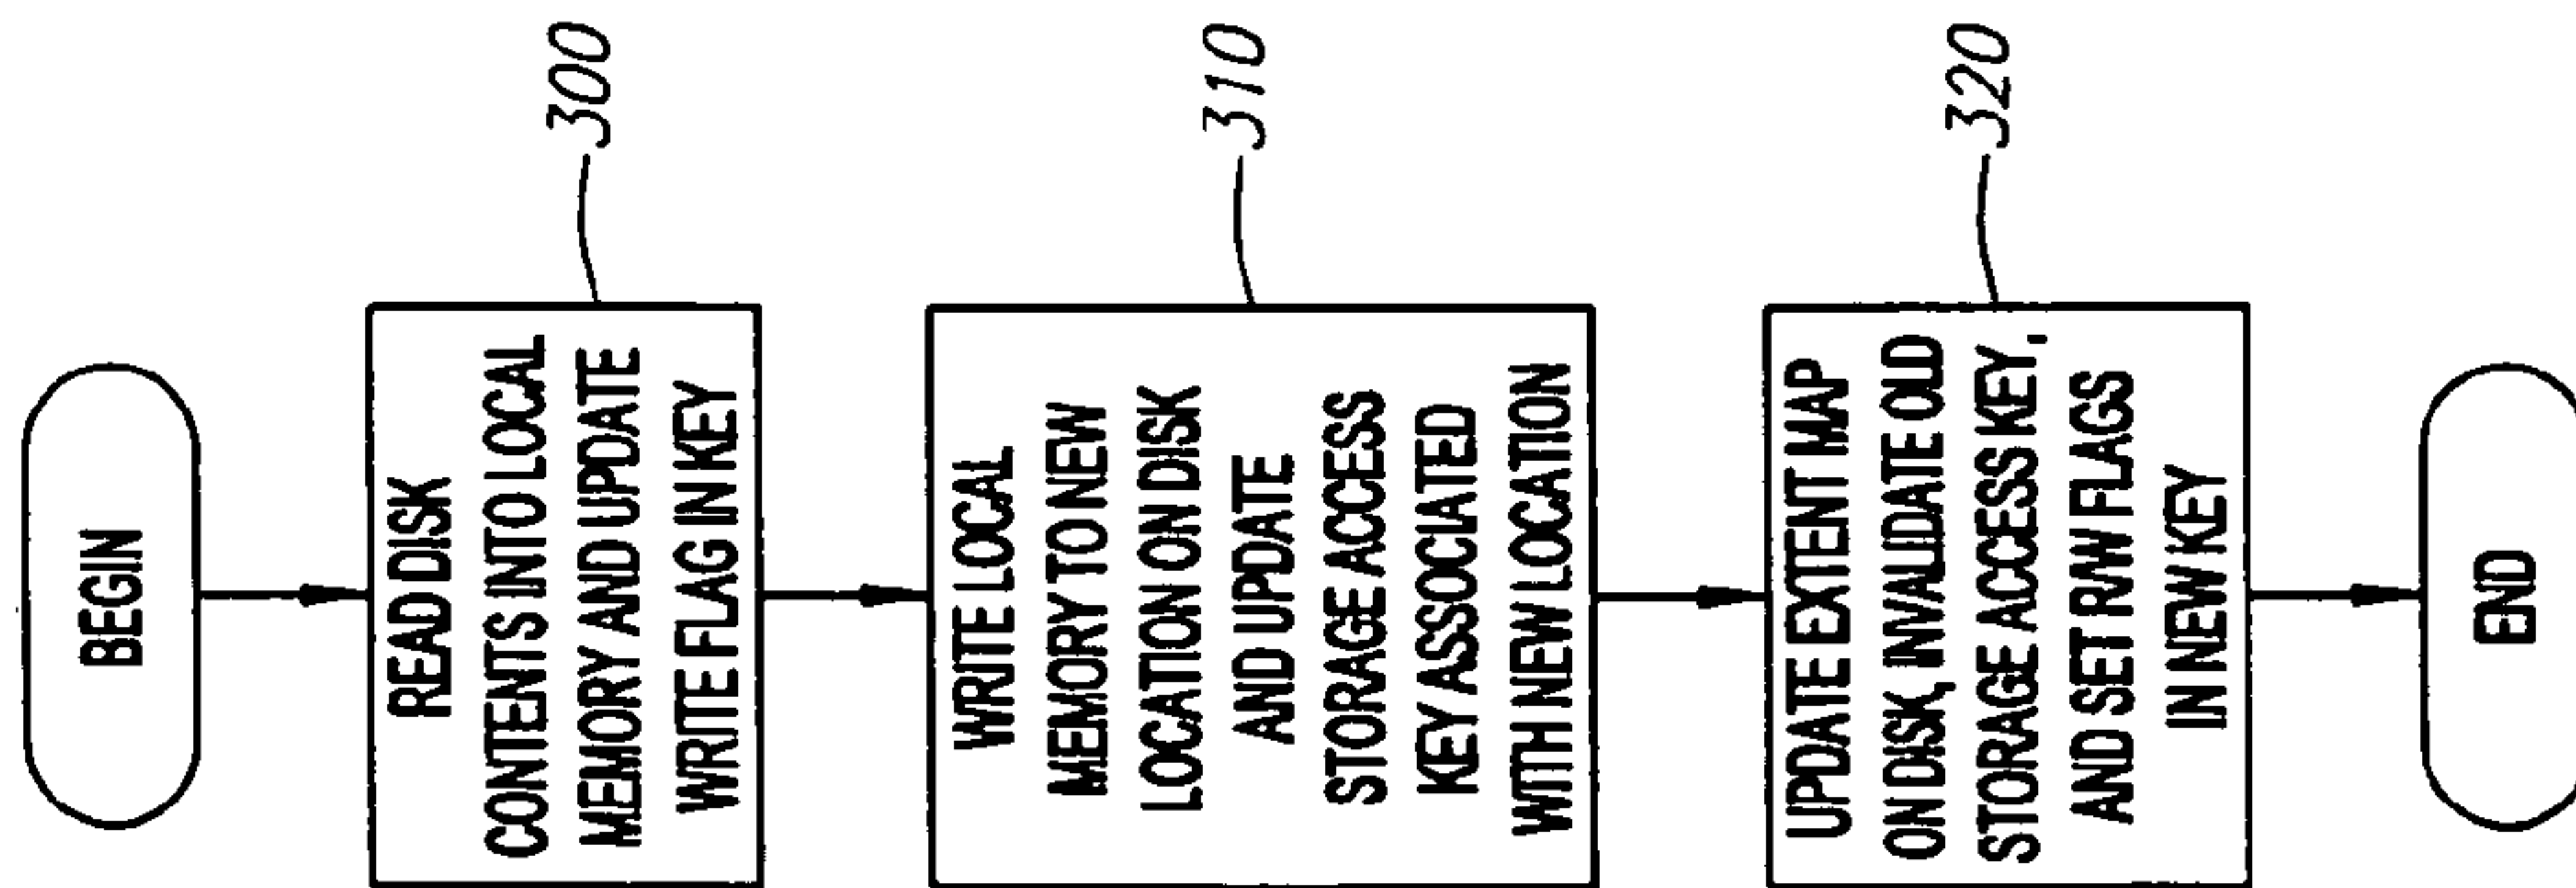 BEGIN
READ DISK
CONTENTS INTO LOCAL
MEMORY AND UPDATE
WRITE FLAG IN KEY
300
WRITE LOCAL
MEMORY TO NEW
LOCATION ON DISK
AND UPDATE
STORAGE ACCESS
KEY ASSOCIATED
WITH NEW LOCATION
310
UPDATE EXTENT MAP
ON DISK, INVALIDATE OLD
STORAGE ACCESS KEY,
AND SET R/W FLAGS
IN NEW KEY
320
END